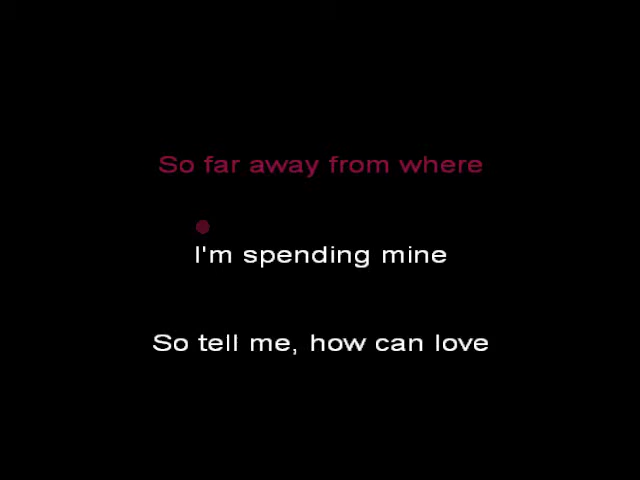 So far away from where
I'm spending mine
So tell me, how can love